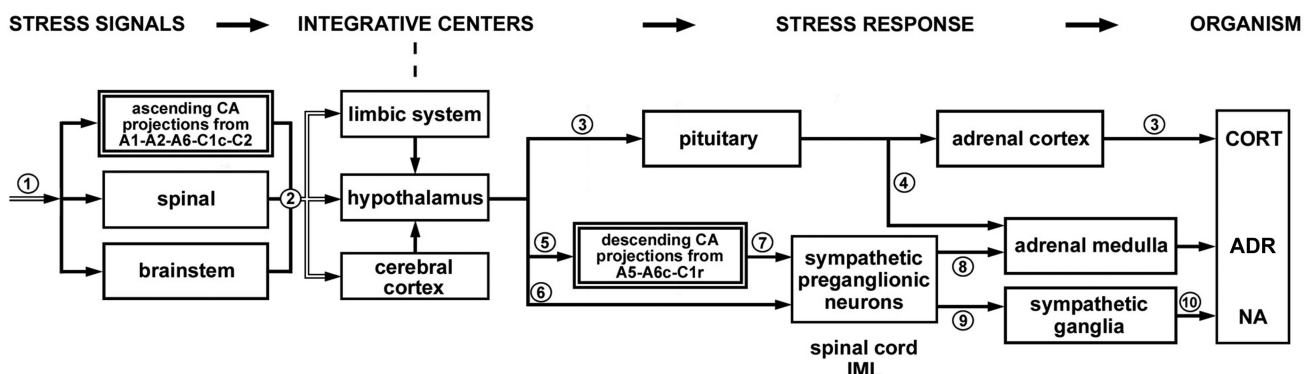 STRESS SIGNALS INTEGRATIVE CENTERS STRESS RESPONSE ORGANISM
ascending CA
projections from
A1-A2-A6-C1c-C2
limbic system
3
pituitary
adrenal cortex
3
CORT
1
spinal
2
hypothalamus
4
brainstem
cerebral
cortex
5
descending CA
projections from
A5-A6c-C1r
7
6
sympathetic
preganglionic
neurons
8
adrenal medulla
ADR
9
sympathetic
ganglia
10
NA
spinal cord
IML